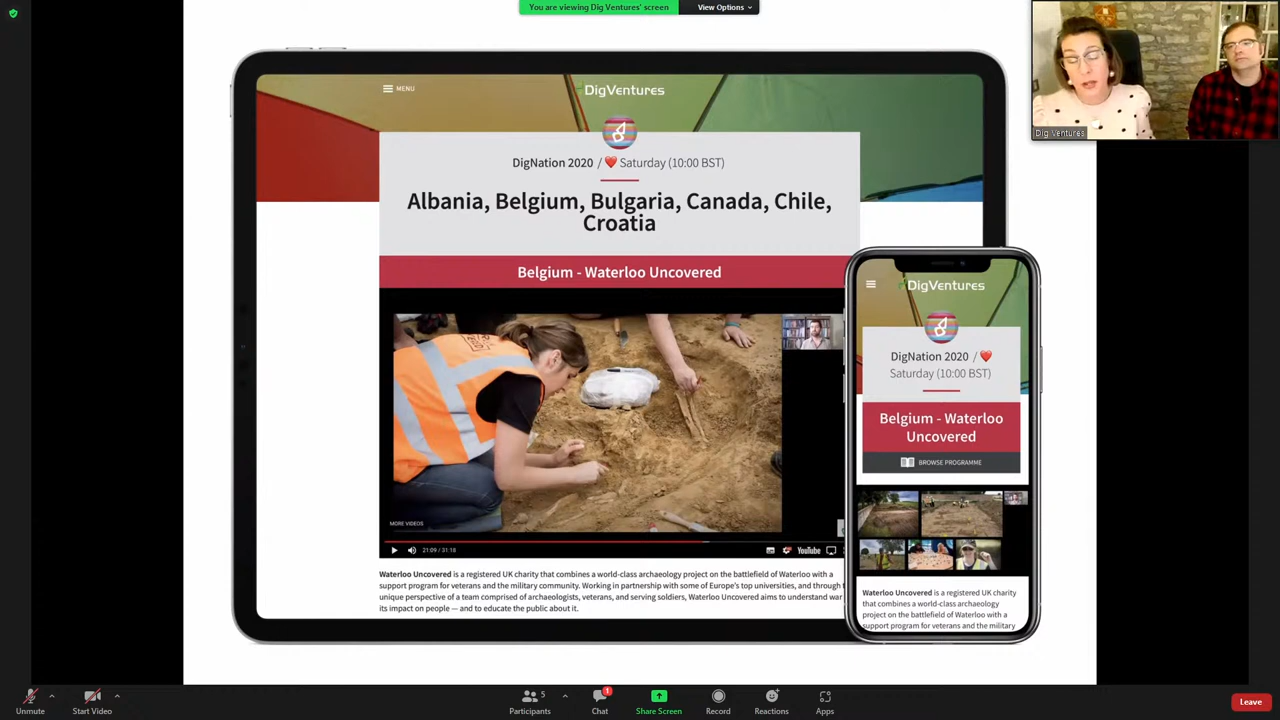 You are viewing Dig Ventures' screen
View Options
MENU
DigVentures
DigNation 2020 / ❤️ Saturday (10:00 BST)
Albania, Belgium, Bulgaria, Canada, Chile,
Croatia
Belgium - Waterloo Uncovered
MORE VIDEOS
21:09 / 31:18
YouTube
Waterloo Uncovered is a registered UK charity that combines a world-class archaeology project on the battlefield of Waterloo with a
support program for veterans and the military community. Working in partnership with some of Europe's top universities, and through
unique perspective of a team comprised of archaeologists, veterans, and serving soldiers, Waterloo Uncovered aims to understand war
its impact on people — and to educate the public about it.
DigVentures
DigNation 2020 / ❤️
Saturday (10:00 BST)
Belgium - Waterloo
Uncovered
BROWSE PROGRAMME
Waterloo Uncovered is a registered UK charity
that combines a world-class archaeology
project on the battlefield of Waterloo with a
support program for veterans and the military
Dig Ventures
Unmute
Start Video
5
Participants
1
Chat
Share Screen
Record
Reactions
Apps
Leave